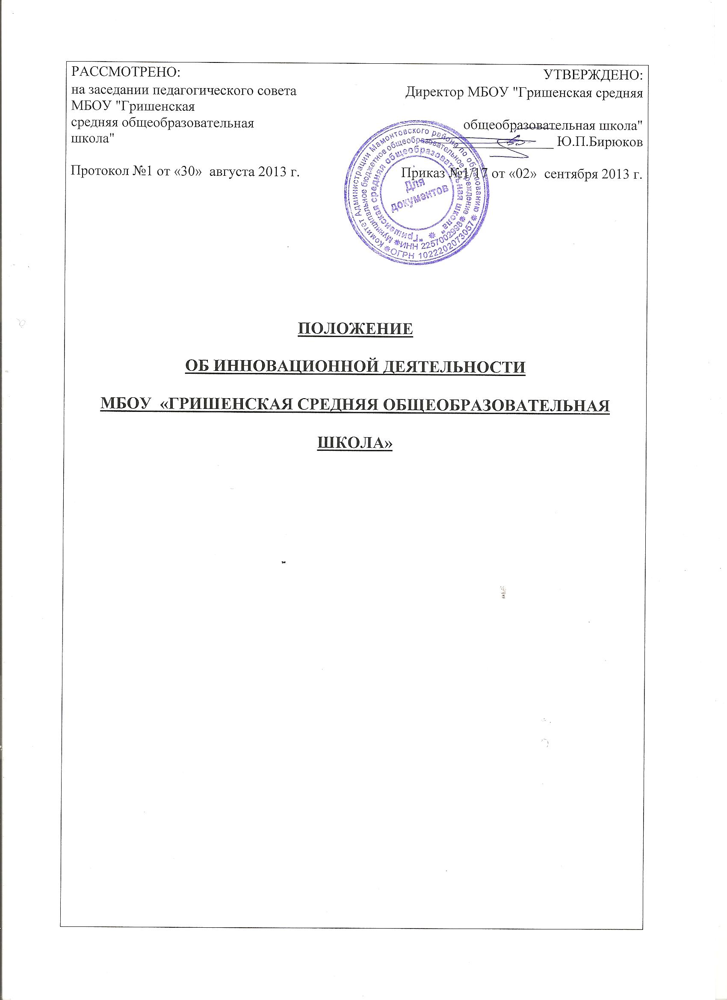 РАССМОТРЕНО:
на заседании педагогического совета
МБОУ "Гришенская
средняя общеобразовательная
школа"
Протокол №1 от «30»  августа 2013 г.
УТВЕРЖДЕНО:
Директор МБОУ "Гришенская средняя
общеобразовательная школа"
Ю.П.Бирюков
Приказ №1/17 от «02»  сентября 2013 г.
Комитет Администрации Мамонтовского района по образованию
ОГРН 1022202073057
Муниципальное бюджетное общеобразовательное учреждение
ИНН 2257002998
"Гришенская средняя общеобразовательная школа"
Для
документов
ПОЛОЖЕНИЕ
ОБ ИННОВАЦИОННОЙ ДЕЯТЕЛЬНОСТИ
МБОУ  «ГРИШЕНСКАЯ СРЕДНЯЯ ОБЩЕОБРАЗОВАТЕЛЬНАЯ
ШКОЛА»